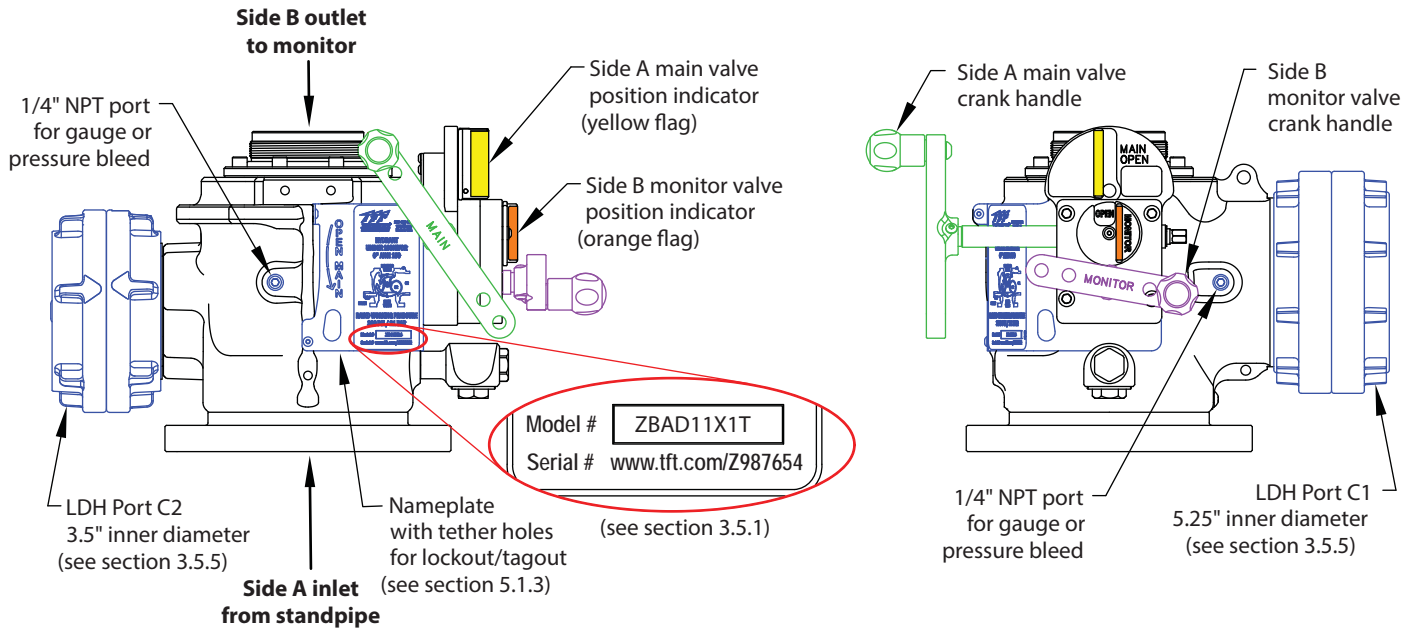 Side B outlet
to monitor
1/4" NPT port
for gauge or
pressure bleed
Side A main valve
position indicator
(yellow flag)
Side B monitor valve
position indicator
(orange flag)
OPEN MAIN
MAIN
Model # ZBAD11X1T
Serial # www.tft.com/Z987654
(see section 3.5.1)
LDH Port C2
3.5" inner diameter
(see section 3.5.5)
Side A inlet
from standpipe
Nameplate
with tether holes
for lockout/tagout
(see section 5.1.3)
Side A main valve
crank handle
Side B
monitor valve
crank handle
MAIN
OPEN
OPEN
MONITOR
MONITOR
1/4" NPT port
for gauge or
pressure bleed
LDH Port C1
5.25" inner diameter
(see section 3.5.5)